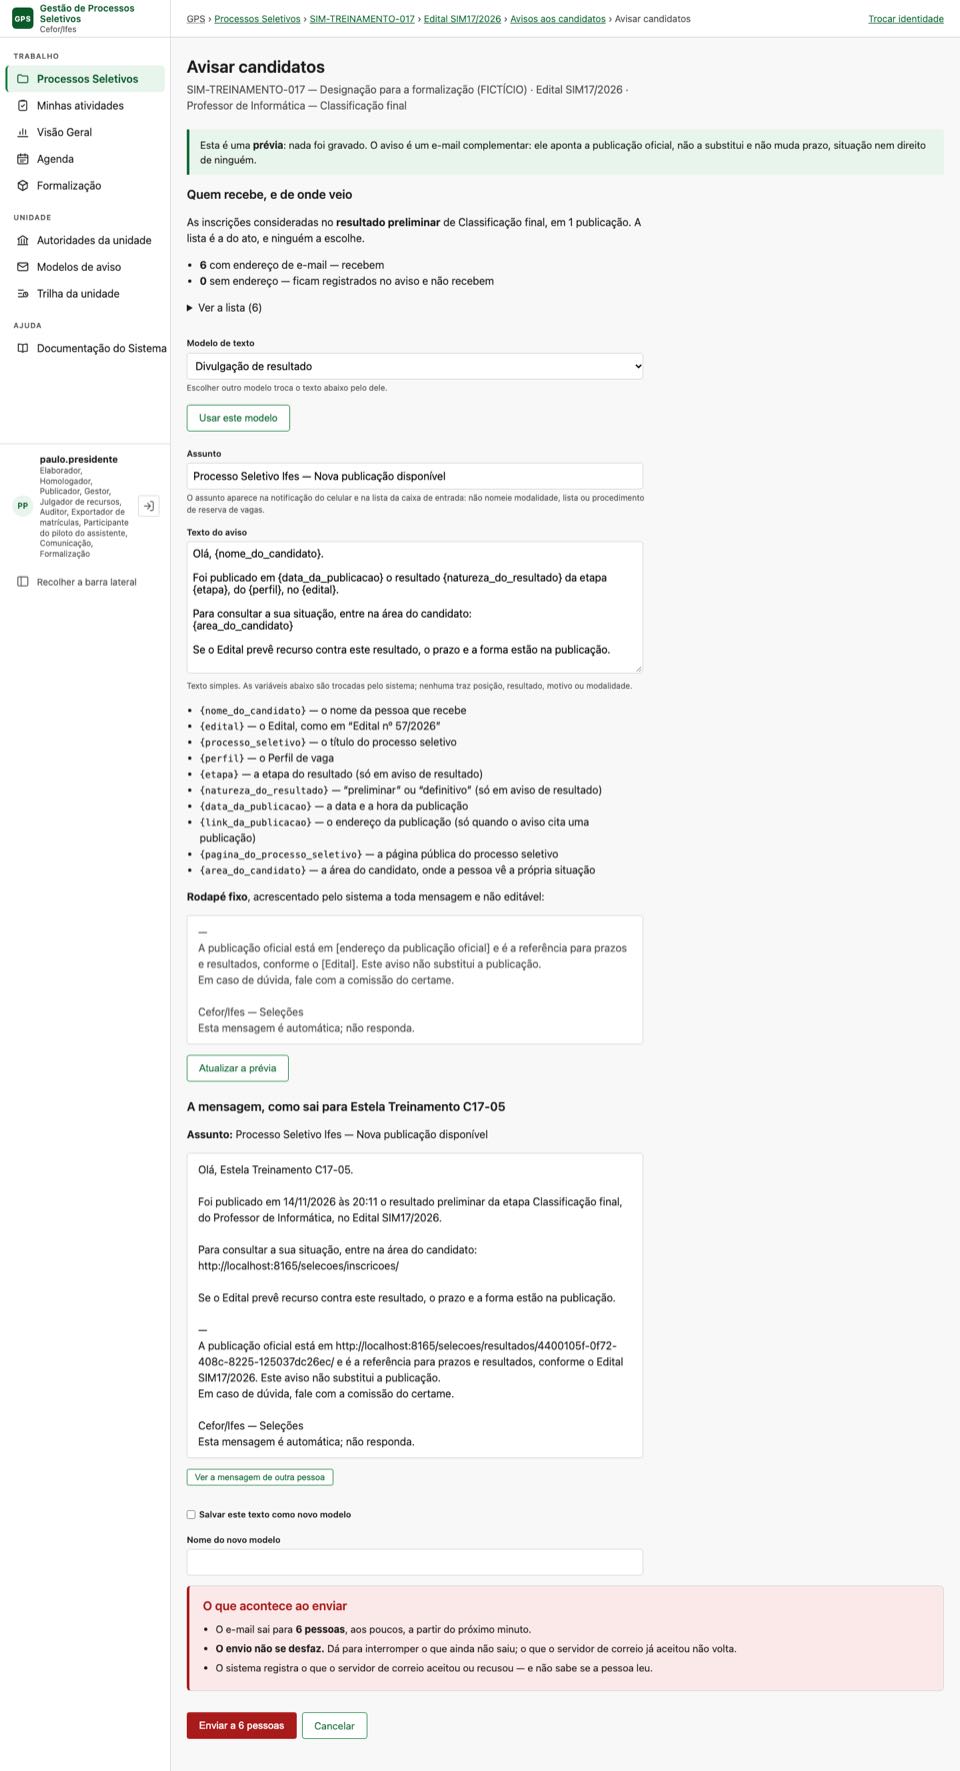 GPS
Gestão de Processos
Seletivos
Cefor/Ifes
GPS › Processos Seletivos › SIM-TREINAMENTO-017 › Edital SIM17/2026 › Avisos aos candidatos › Avisar candidatos
Trocar identidade
TRABALHO
Processos Seletivos
Minhas atividades
Visão Geral
Agenda
Formalização
UNIDADE
Autoridades da unidade
Modelos de aviso
Trilha da unidade
AJUDA
Documentação do Sistema
PP
paulo.presidente
Elaborador,
Homologador,
Publicador, Gestor,
Julgador de recursos,
Auditor, Exportador de
matrículas, Participante
do piloto do assistente,
Comunicação,
Formalização
Recolher a barra lateral
Avisar candidatos
SIM-TREINAMENTO-017 — Designação para a formalização (FICTÍCIO) · Edital SIM17/2026 ·
Professor de Informática — Classificação final
Esta é uma prévia: nada foi gravado. O aviso é um e-mail complementar: ele aponta a publicação oficial, não a substitui e não muda prazo, situação nem direito
de ninguém.
Quem recebe, e de onde veio
As inscrições consideradas no resultado preliminar de Classificação final, em 1 publicação. A
lista é a do ato, e ninguém a escolhe.
• 6 com endereço de e-mail — recebem
• 0 sem endereço — ficam registrados no aviso e não recebem
▶ Ver a lista (6)
Modelo de texto
Divulgação de resultado
Escolher outro modelo troca o texto abaixo pelo dele.
Usar este modelo
Assunto
Processo Seletivo Ifes — Nova publicação disponível
O assunto aparece na notificação do celular e na lista da caixa de entrada: não nomeie modalidade, lista ou procedimento
de reserva de vagas.
Texto do aviso
Olá, {nome_do_candidato}.
Foi publicado em {data_da_publicacao} o resultado {natureza_do_resultado} da etapa
{etapa}, do {perfil}, no {edital}.
Para consultar a sua situação, entre na área do candidato:
{area_do_candidato}
Se o Edital prevê recurso contra este resultado, o prazo e a forma estão na publicação.
Texto simples. As variáveis abaixo são trocadas pelo sistema; nenhuma traz posição, resultado, motivo ou modalidade.
• {nome_do_candidato} — o nome da pessoa que recebe
• {edital} — o Edital, como em “Edital nº 57/2026”
• {processo_seletivo} — o título do processo seletivo
• {perfil} — o Perfil de vaga
• {etapa} — a etapa do resultado (só em aviso de resultado)
• {natureza_do_resultado} — “preliminar” ou “definitivo” (só em aviso de resultado)
• {data_da_publicacao} — a data e a hora da publicação
• {link_da_publicacao} — o endereço da publicação (só quando o aviso cita uma
publicação)
• {pagina_do_processo_seletivo} — a página pública do processo seletivo
• {area_do_candidato} — a área do candidato, onde a pessoa vê a própria situação
Rodapé fixo, acrescentado pelo sistema a toda mensagem e não editável:
—
A publicação oficial está em [endereço da publicação oficial] e é a referência para prazos
e resultados, conforme o [Edital]. Este aviso não substitui a publicação.
Em caso de dúvida, fale com a comissão do certame.
Cefor/Ifes — Seleções
Esta mensagem é automática; não responda.
Atualizar a prévia
A mensagem, como sai para Estela Treinamento C17-05
Assunto: Processo Seletivo Ifes — Nova publicação disponível
Olá, Estela Treinamento C17-05.
Foi publicado em 14/11/2026 às 20:11 o resultado preliminar da etapa Classificação final,
do Professor de Informática, no Edital SIM17/2026.
Para consultar a sua situação, entre na área do candidato:
http://localhost:8165/selecoes/inscricoes/
Se o Edital prevê recurso contra este resultado, o prazo e a forma estão na publicação.
—
A publicação oficial está em http://localhost:8165/selecoes/resultados/4400105f-0f72-
408c-8225-125037dc26ec/ e é a referência para prazos e resultados, conforme o Edital
SIM17/2026. Este aviso não substitui a publicação.
Em caso de dúvida, fale com a comissão do certame.
Cefor/Ifes — Seleções
Esta mensagem é automática; não responda.
Ver a mensagem de outra pessoa
Salvar este texto como novo modelo
Nome do novo modelo
O que acontece ao enviar
• O e-mail sai para 6 pessoas, aos poucos, a partir do próximo minuto.
• O envio não se desfaz. Dá para interromper o que ainda não saiu; o que o servidor de correio já aceitou não volta.
• O sistema registra o que o servidor de correio aceitou ou recusou — e não sabe se a pessoa leu.
Enviar a 6 pessoas
Cancelar